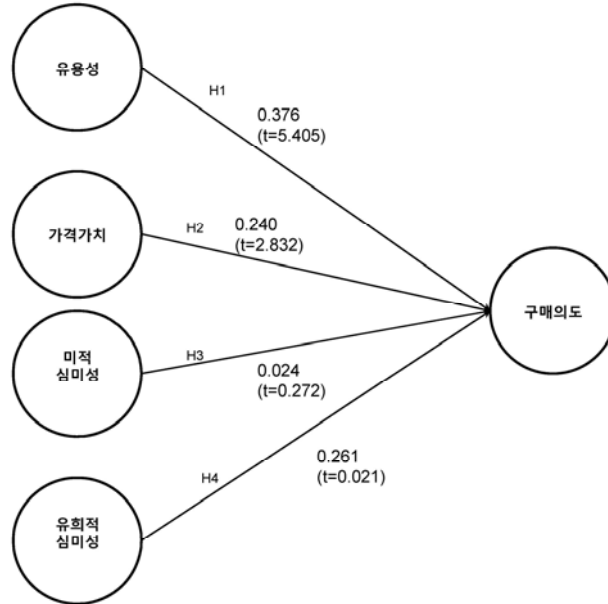 유용성
H1
0.376
(t=5.405)
가격가치
H2
0.240
(t=2.832)
구매의도
미적
심미성
H3
0.024
(t=0.272)
H4
0.261
(t=0.021)
유희적
심미성